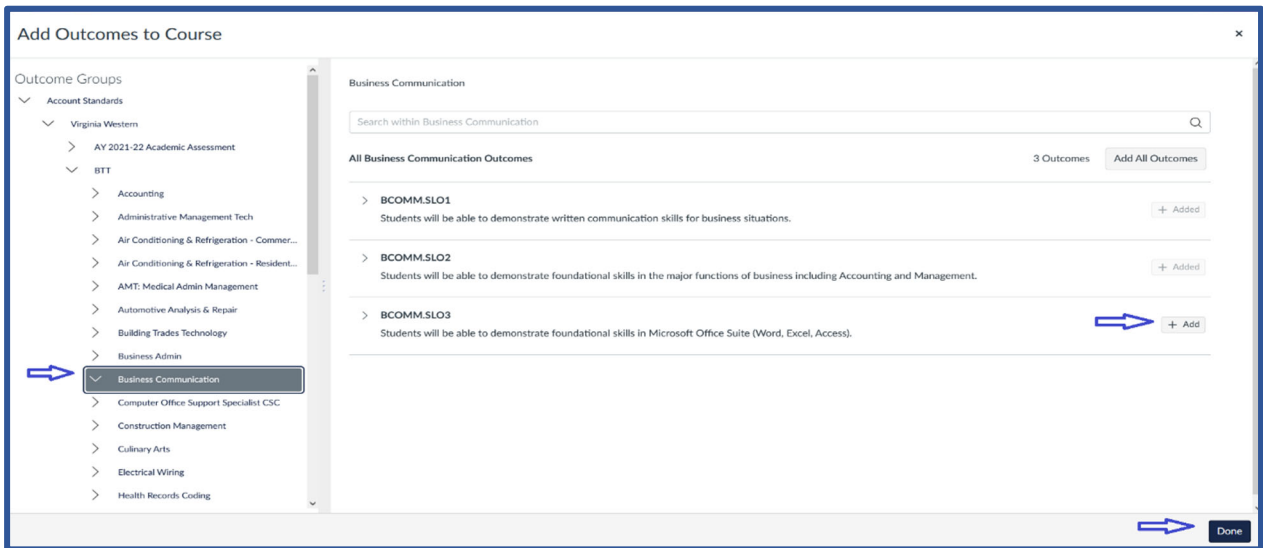 Add Outcomes to Course
×
Outcome Groups
Account Standards
Virginia Western
AY 2021-22 Academic Assessment
BTT
Accounting
Administrative Management Tech
Air Conditioning & Refrigeration - Commer...
Air Conditioning & Refrigeration - Resident...
AMT: Medical Admin Management
Automotive Analysis & Repair
Building Trades Technology
Business Admin
Business Communication
Computer Office Support Specialist CSC
Construction Management
Culinary Arts
Electrical Wiring
Health Records Coding
Business Communication
Search within Business Communication
All Business Communication Outcomes 3 Outcomes Add All Outcomes
BCOMM.SLO1
Students will be able to demonstrate written communication skills for business situations.
+ Added
BCOMM.SLO2
Students will be able to demonstrate foundational skills in the major functions of business including Accounting and Management.
+ Added
BCOMM.SLO3
Students will be able to demonstrate foundational skills in Microsoft Office Suite (Word, Excel, Access).
+ Add
Done